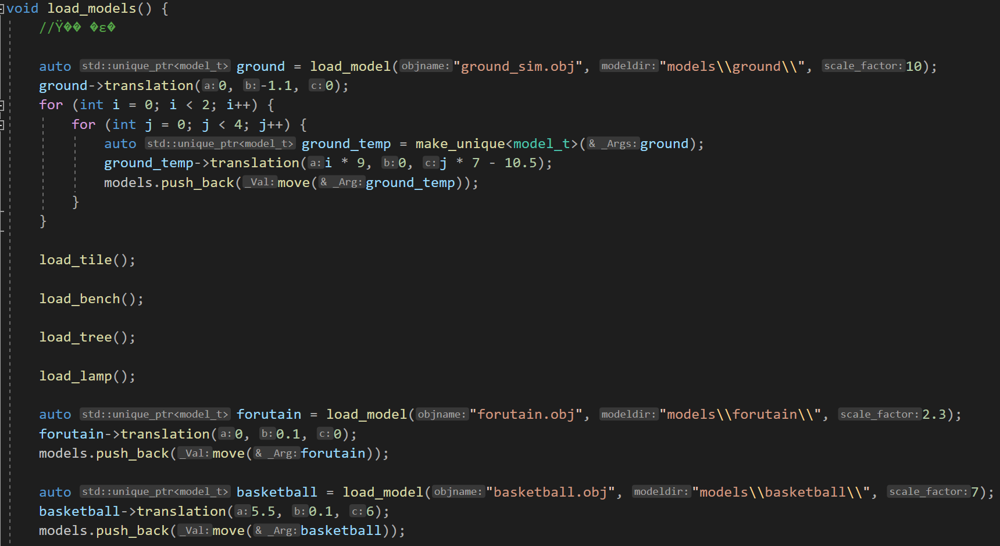 void load_models() {
//Ϋ�� �ε�
auto std::unique_ptr<model_t> ground = load_model(objname: "ground_sim.obj", modeldir: "models\\ground\\", scale_factor: 10);
ground->translation(a: 0, b: -1.1, c: 0);
for (int i = 0; i < 2; i++) {
for (int j = 0; j < 4; j++) {
auto std::unique_ptr<model_t> ground_temp = make_unique<model_t>(& _Args: ground);
ground_temp->translation(a: i * 9, b: 0, c: j * 7 - 10.5);
models.push_back(_Val: move(& _Arg: ground_temp));
}
}
load_tile();
load_bench();
load_tree();
load_lamp();
auto std::unique_ptr<model_t> forutain = load_model(objname: "forutain.obj", modeldir: "models\\forutain\\", scale_factor: 2.3);
forutain->translation(a: 0, b: 0.1, c: 0);
models.push_back(_Val: move(& _Arg: forutain));
auto std::unique_ptr<model_t> basketball = load_model(objname: "basketball.obj", modeldir: "models\\basketball\\", scale_factor: 7);
basketball->translation(a: 5.5, b: 0.1, c: 6);
models.push_back(_Val: move(& _Arg: basketball));